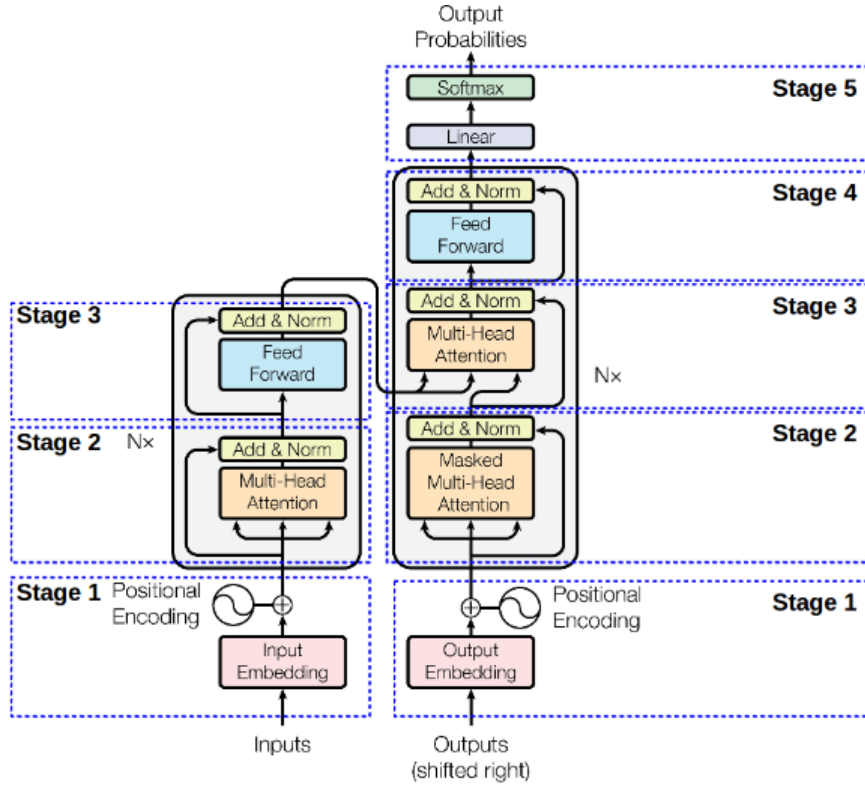 Output
Probabilities
Softmax
Stage 5
Linear
Add & Norm
Stage 4
Feed
Forward
Add & Norm
Stage 3
Multi-Head
Attention
Nx
Add & Norm
Stage 2
Masked
Multi-Head
Attention
Stage 3
Add & Norm
Feed
Forward
Stage 2
Nx
Add & Norm
Multi-Head
Attention
Stage 1
Positional
Encoding
Input
Embedding
Inputs
Positional
Encoding
Stage 1
Output
Embedding
Outputs
(shifted right)